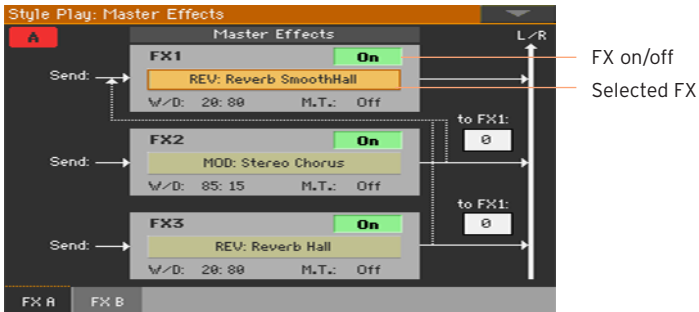 Style Play: Master Effects
A
Master Effects
L/R
FX1
On
FX on/off
Send:
REV: Reverb SmoothHall
Selected FX
W/D: 20:80
M.T.: Off
to FX1:
0
FX2
On
Send:
MOD: Stereo Chorus
W/D: 85:15
M.T.: Off
to FX1:
0
FX3
On
Send:
REV: Reverb Hall
W/D: 20:80
M.T.: Off
FX A
FX B